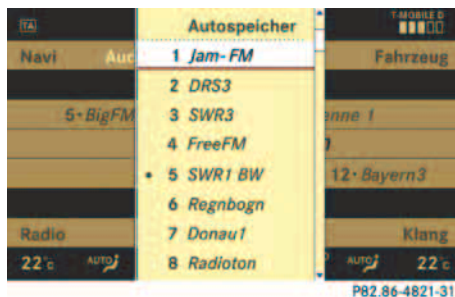 TA
Autospeicher
T-MOBILE D
Navi
Fahrzeug
1 Jam-FM
2 DRS3
5·BigFM
3 SWR3
4 FreeFM
• 5 SWR1 BW
12·Bayern3
6 Regnbogn
Radio
7 Donau1
Klang
22°c
AUTO
8 Radioton
AUTO
22°c
P82.86-4821-31